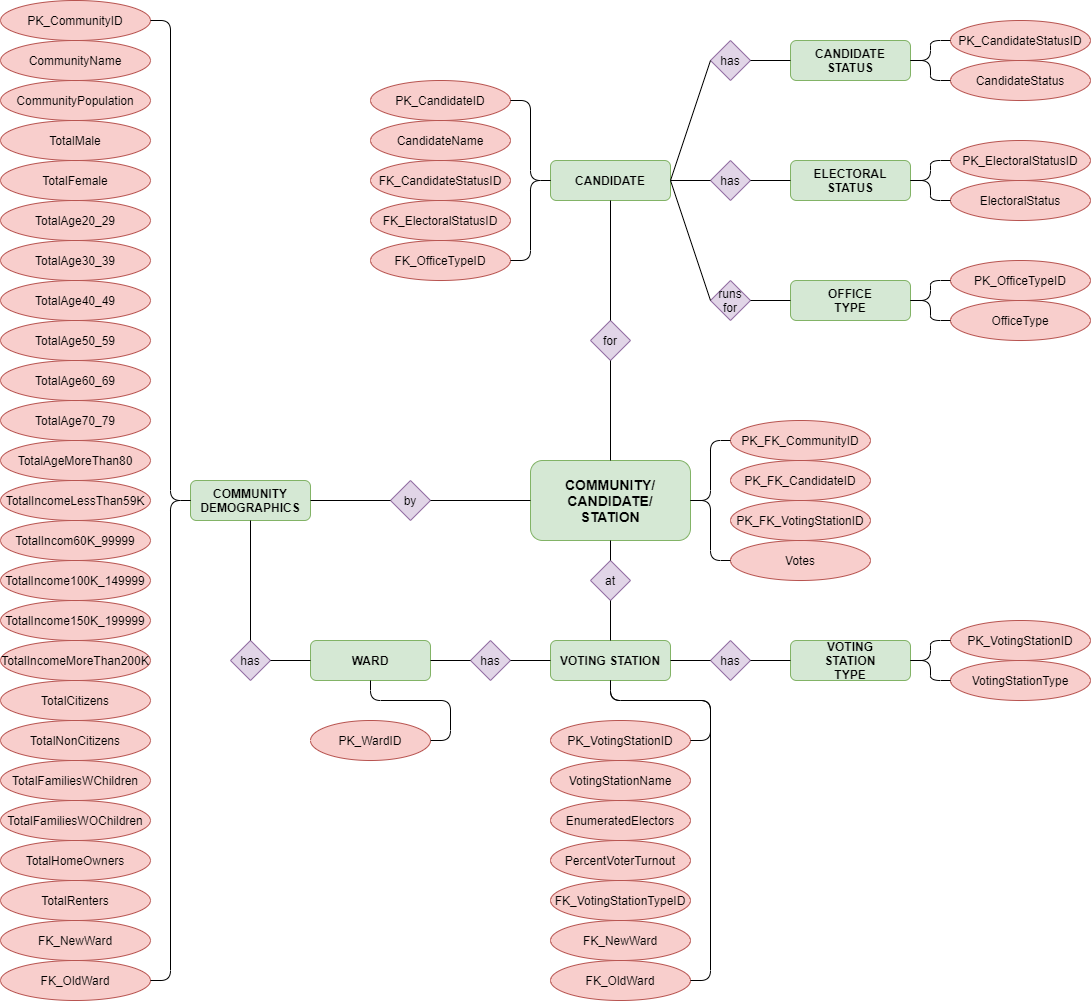 PK_CommunityID
CommunityName
CommunityPopulation
TotalMale
TotalFemale
TotalAge20_29
TotalAge30_39
TotalAge40_49
TotalAge50_59
TotalAge60_69
TotalAge70_79
TotalAgeMoreThan80
TotalIncomeLessThan59K
TotalIncom60K_99999
TotalIncome100K_149999
TotalIncome150K_199999
TotalIncomeMoreThan200K
TotalCitizens
TotalNonCitizens
TotalFamiliesWChildren
TotalFamiliesWOChildren
TotalHomeOwners
TotalRenters
FK_NewWard
FK_OldWard
COMMUNITY
DEMOGRAPHICS
by
has
WARD
PK_WardID
has
PK_CandidateID
CandidateName
FK_CandidateStatusID
FK_ElectoralStatusID
FK_OfficeTypeID
CANDIDATE
has
CANDIDATE
STATUS
PK_CandidateStatusID
CandidateStatus
has
ELECTORAL
STATUS
PK_ElectoralStatusID
ElectoralStatus
runs
for
OFFICE
TYPE
PK_OfficeTypeID
OfficeType
for
COMMUNITY/
CANDIDATE/
STATION
PK_FK_CommunityID
PK_FK_CandidateID
PK_FK_VotingStationID
Votes
at
VOTING STATION
has
VOTING
STATION
TYPE
PK_VotingStationID
VotingStationType
PK_VotingStationID
VotingStationName
EnumeratedElectors
PercentVoterTurnout
FK_VotingStationTypeID
FK_NewWard
FK_OldWard